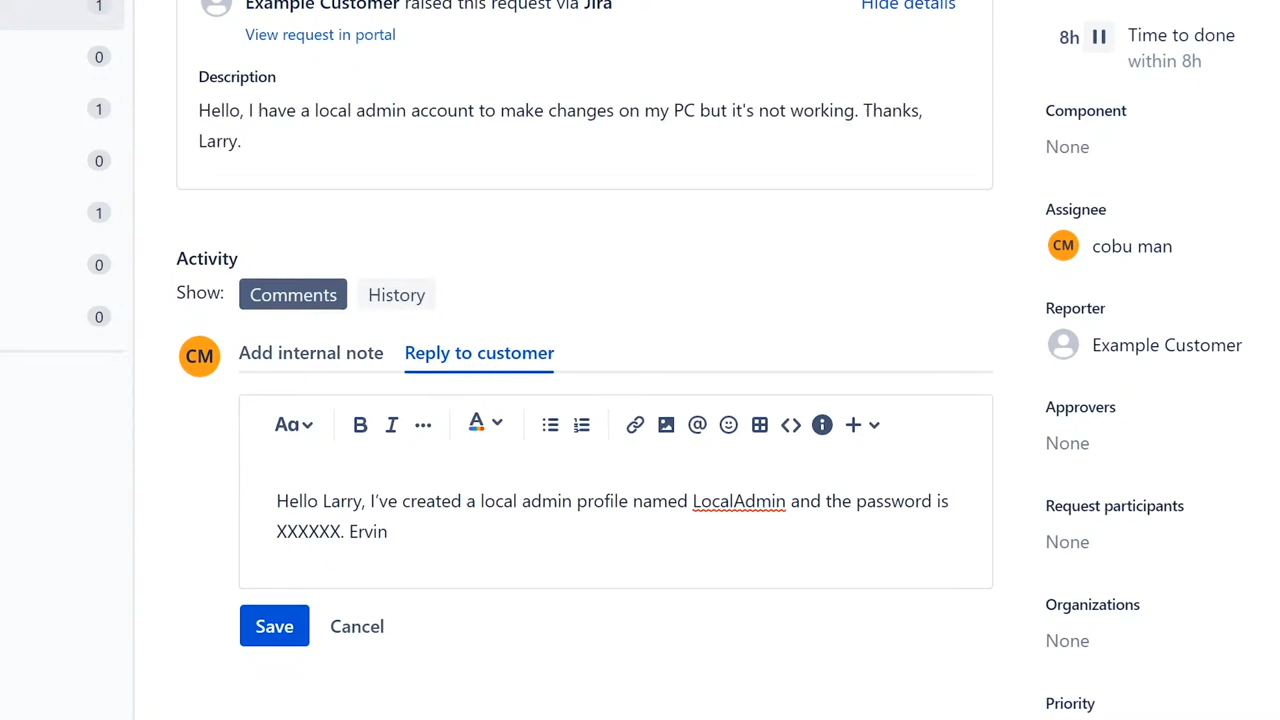 1
Example Customer raised this request via Jira
Hide details
View request in portal
Description
Hello, I have a local admin account to make changes on my PC but it's not working. Thanks,
Larry.
0
1
0
1
0
0
Activity
Show:
Comments
History
CM
Add internal note
Reply to customer
Aa
B
I
A
Hello Larry, I've created a local admin profile named LocalAdmin and the password is
XXXXXX. Ervin
Save
Cancel
8h
Time to done
within 8h
Component
None
Assignee
CM
cobu man
Reporter
Example Customer
Approvers
None
Request participants
None
Organizations
None
Priority